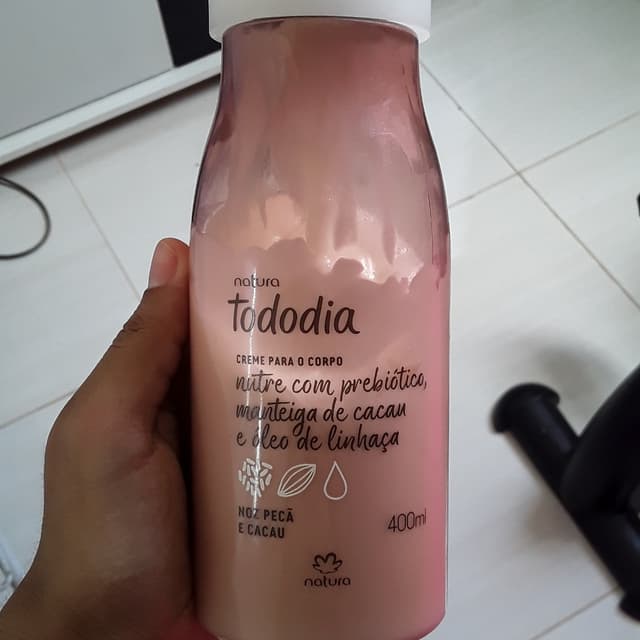 natura
tododia
CREME PARA O CORPO
nutre com prebiótico,
manteiga de cacau
e óleo de linhaça
NOZ PECÃ
E CACAU
400ml
natura